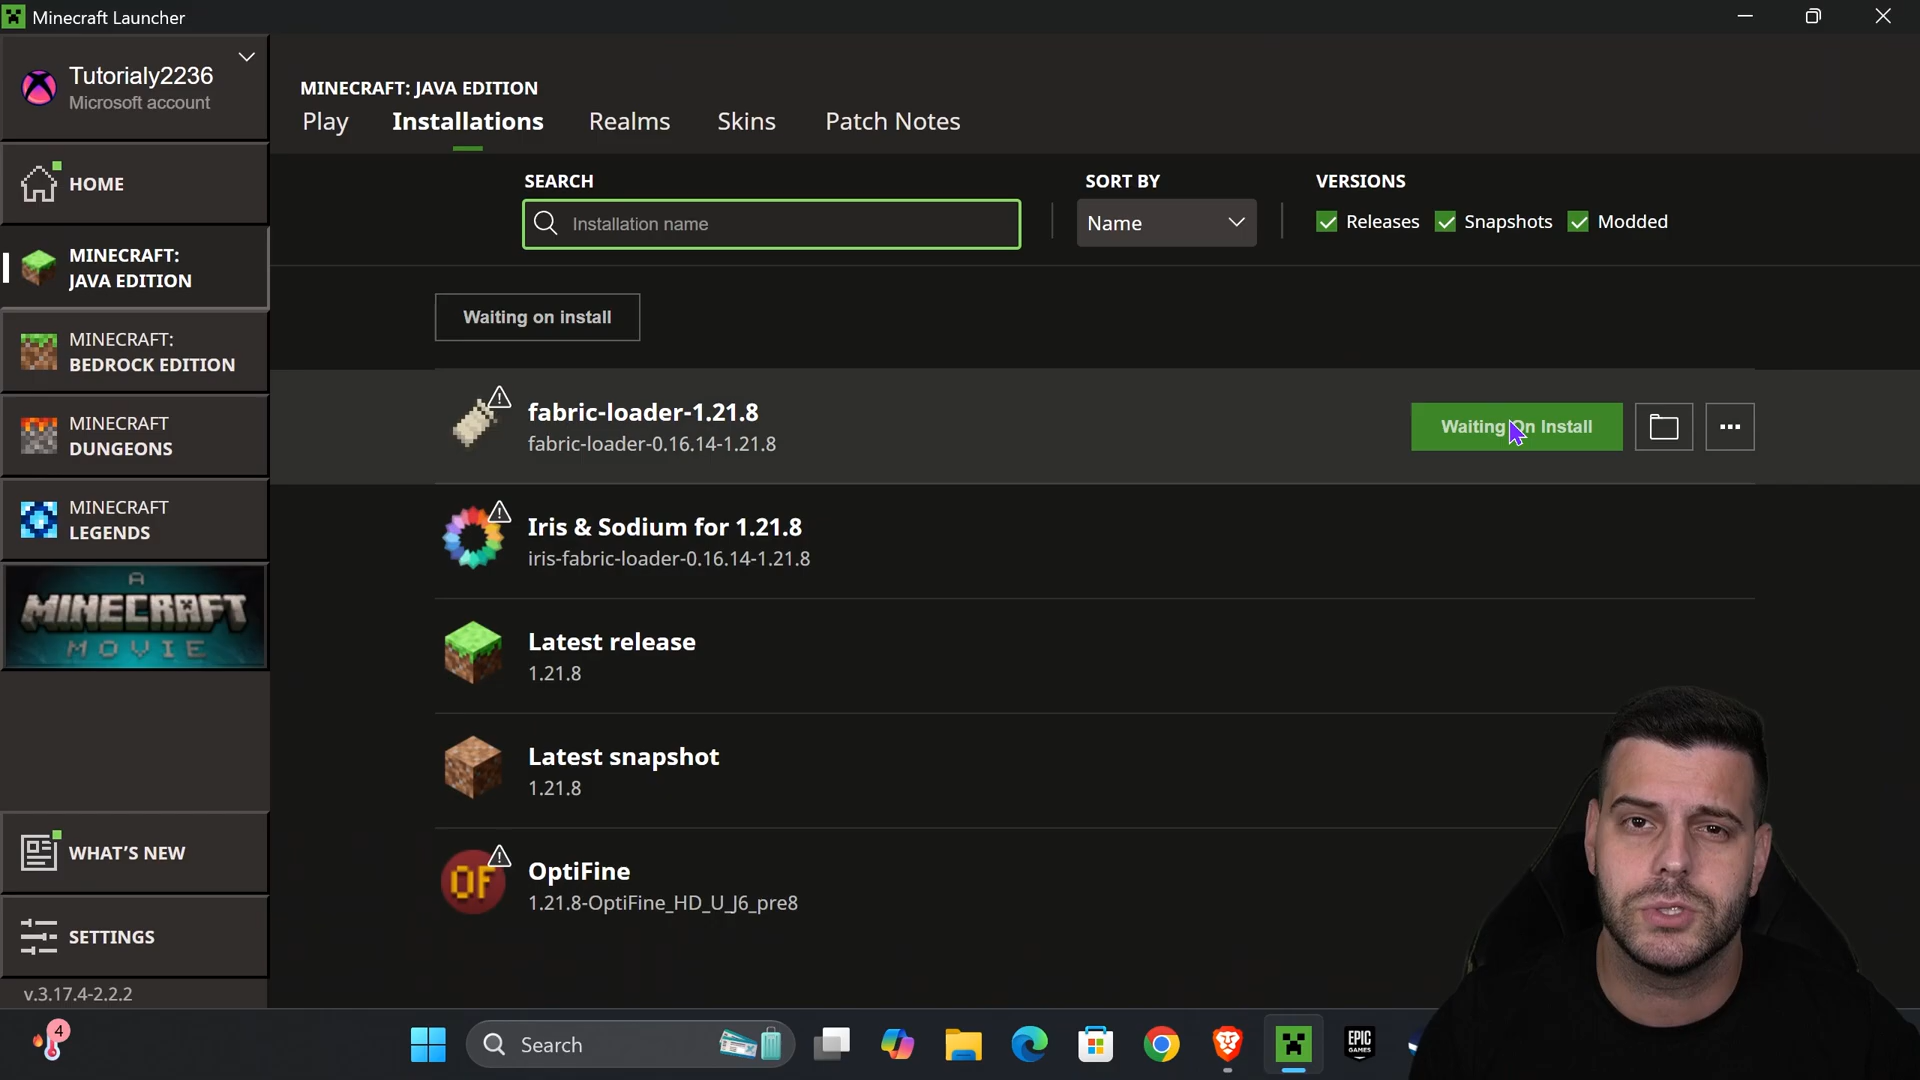 Minecraft Launcher
Tutorialy2236
Microsoft account
HOME
MINECRAFT:
JAVA EDITION
MINECRAFT:
BEDROCK EDITION
MINECRAFT
DUNGEONS
MINECRAFT
LEGENDS
A
MINECRAFT
MOVIE
WHAT'S NEW
SETTINGS
v.3.17.4-2.2.2
MINECRAFT: JAVA EDITION
Play Installations Realms Skins Patch Notes
SEARCH
Installation name
SORT BY
Name
VERSIONS
Releases Snapshots Modded
Waiting on install
fabric-loader-1.21.8
fabric-loader-0.16.14-1.21.8
Waiting On Install
Iris & Sodium for 1.21.8
iris-fabric-loader-0.16.14-1.21.8
Latest release
1.21.8
Latest snapshot
1.21.8
OF
OptiFine
1.21.8-OptiFine_HD_U_J6_pre8
4
Search
EPIC
GAMES